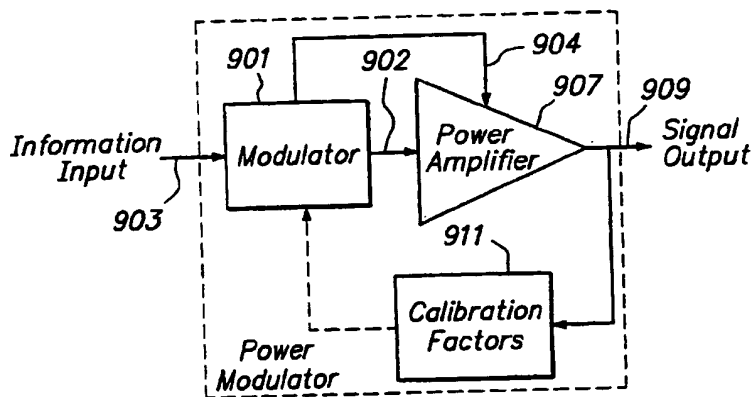 901
902
904
907
909
Information
Input
903
Modulator
Power
Amplifier
Signal
Output
911
Calibration
Factors
Power
Modulator